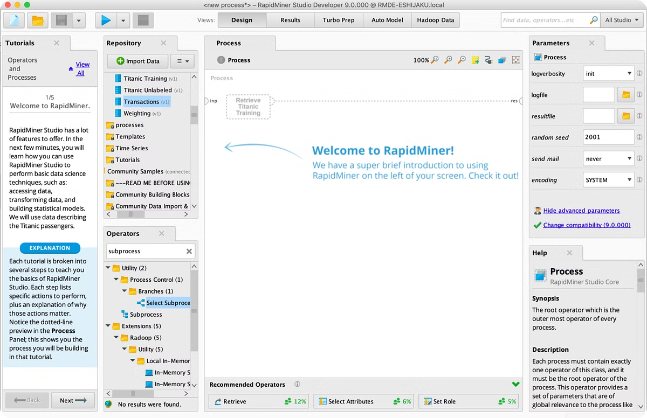 <new process*> – RapidMiner Studio Developer 9.0.000 @ RMDE-ESHIJAKU.local
Views:
Design
Results
Turbo Prep
Auto Model
Hadoop Data
Find data, operators...etc
All Studio
Tutorials
Operators
and
Processes
View
All
1/5
Welcome to RapidMiner.
RapidMiner Studio has a lot
of features to offer. In the
next few minutes, you will
learn how you can use
RapidMiner Studio to
perform basic data science
techniques, such as:
accessing data,
transforming data, and
building statistical models.
We will use data describing
the Titanic passengers.
EXPLANATION
Each tutorial is broken into
several steps to teach you
the basics of RapidMiner
Studio. Each step lists
specific actions to perform,
plus an explanation of why
those actions matter.
Notice the dotted-line
preview in the Process
Panel; this shows you the
process you will be building
in that tutorial.
Back
Next
Repository
Import Data
Titanic Training (v1)
Titanic Unlabeled (v1)
Transactions (v1)
Weighting (v1)
processes
Templates
Time Series
Tutorials
Community Samples (connected
---READ ME BEFORE USING
Community Building Blocks
Community Data Import &
Operators
subprocess
Utility (2)
Process Control (1)
Branches (1)
Select Subproce
Subprocess
Extensions (5)
Radoop (5)
Utility (5)
Local In-Memor
In-Memory S
In-Memory S
No results were found.
Process
Process
100%
Process
inp
Retrieve
Titanic
Training
res
Welcome to RapidMiner!
We have a super brief introduction to using
RapidMiner on the left of your screen. Check it out!
Recommended Operators
Retrieve
12%
Select Attributes
6%
Set Role
5%
Parameters
Process
logverbosity
init
logfile
resultfile
random seed
2001
send mail
never
encoding
SYSTEM
Hide advanced parameters
Change compatibility (9.0.000)
Help
Process
RapidMiner Studio Core
Synopsis
The root operator which is the
outer most operator of every
process.
Description
Each process must contain exactly
one operator of this class, and it
must be the root operator of the
process. This operator provides a
set of parameters that are of
global relevance to the process like